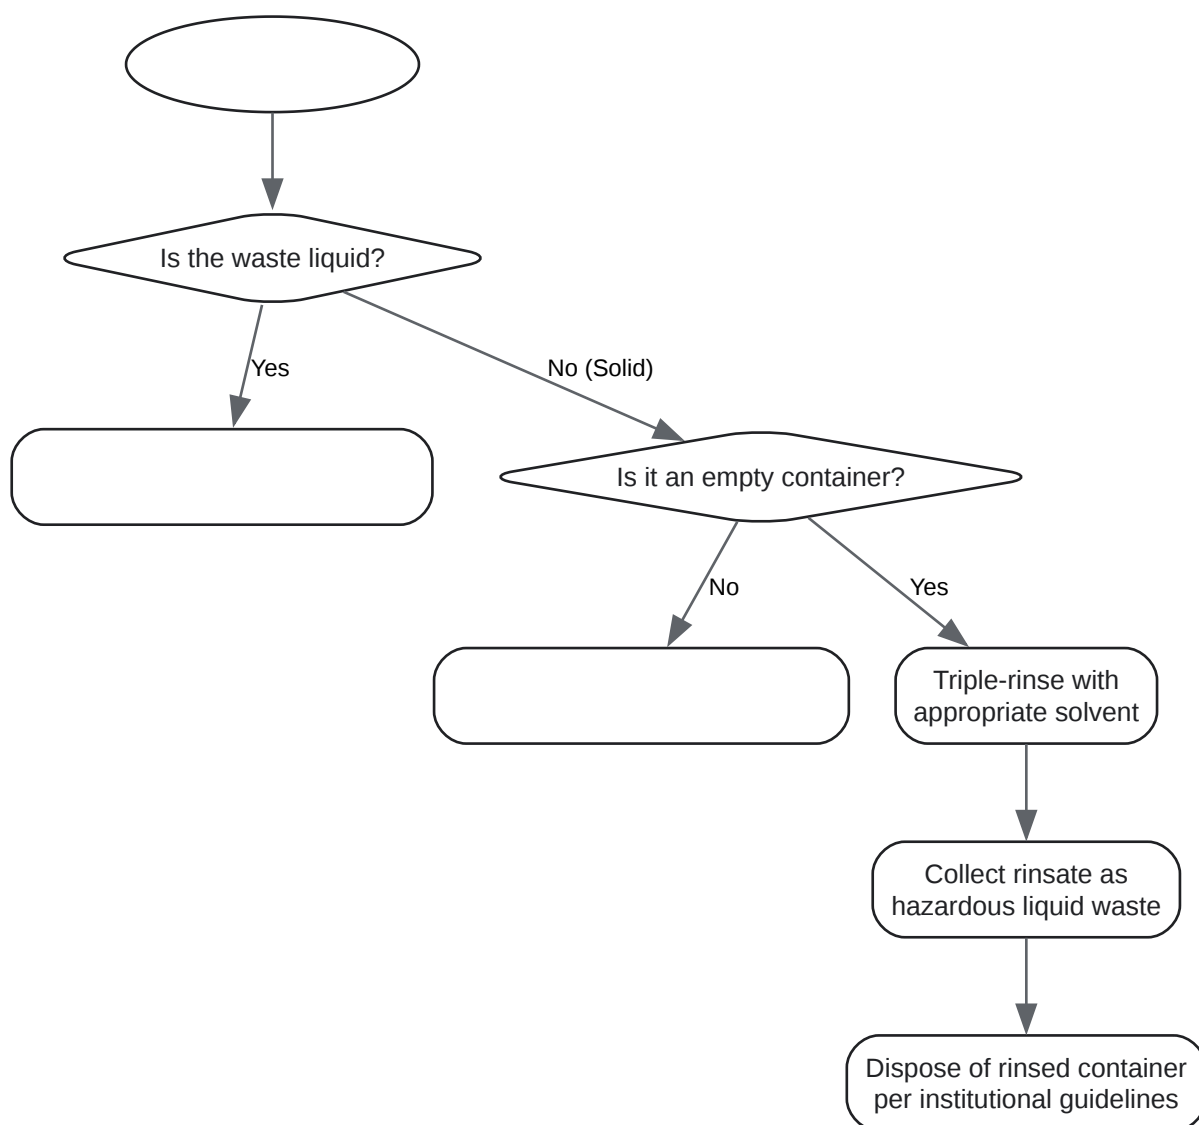 Is the waste liquid?
Yes
No (Solid)
Is it an empty container?
No
Yes
Triple-rinse with
appropriate solvent
Collect rinsate as
hazardous liquid waste
Dispose of rinsed container
per institutional guidelines